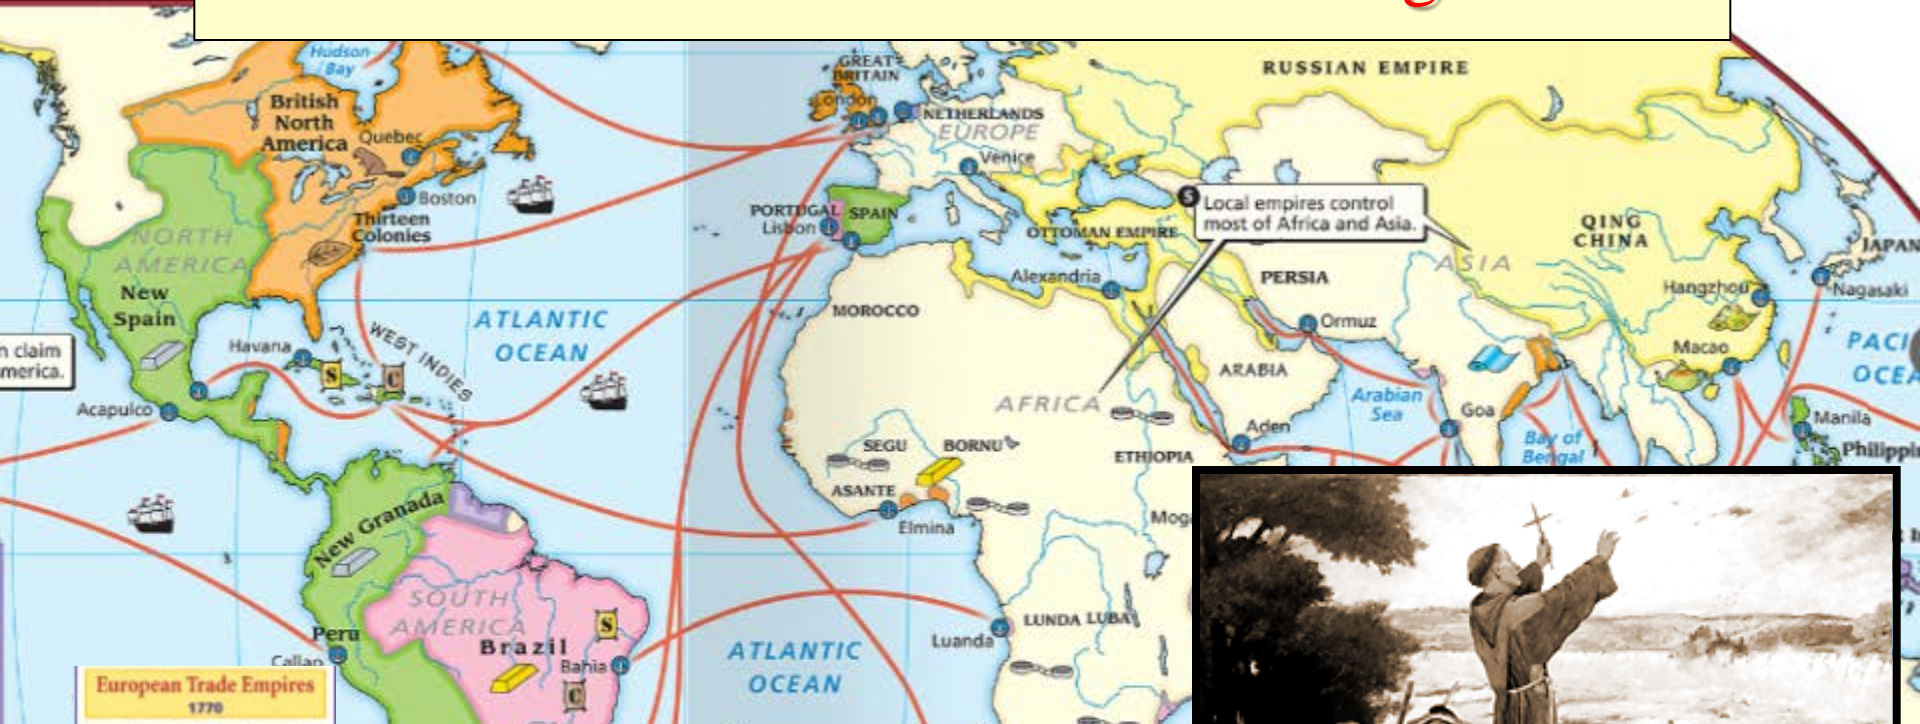 Hudson
Bay
British
North
America
Quebec
Boston
Thirteen
Colonies
NORTH
AMERICA
New
Spain
n claim
merica.
Havana
WEST INDIES
S
C
Acapulco
ATLANTIC
OCEAN
New Granada
SOUTH
AMERICA
Peru
Callao
Brazil
Bahia
S
C
European Trade Empires
1770
ATLANTIC
OCEAN
GREAT
BRITAIN
London
NETHERLANDS
EUROPE
Venice
PORTUGAL
SPAIN
Lisbon
OTTOMAN EMPIRE
Alexandria
MOROCCO
AFRICA
SEGU
BORNU
ASANTE
Elmina
ETHIOPIA
Mog
LUNDA
LUBA
Luanda
RUSSIAN EMPIRE
5
Local empires control
most of Africa and Asia.
PERSIA
Ormuz
ARABIA
Aden
Arabian
Sea
Goa
Bay of
Bengal
ASIA
QING
CHINA
Hangzhou
Macao
JAPAN
Nagasaki
PACI
OCEA
Manila
Philippi